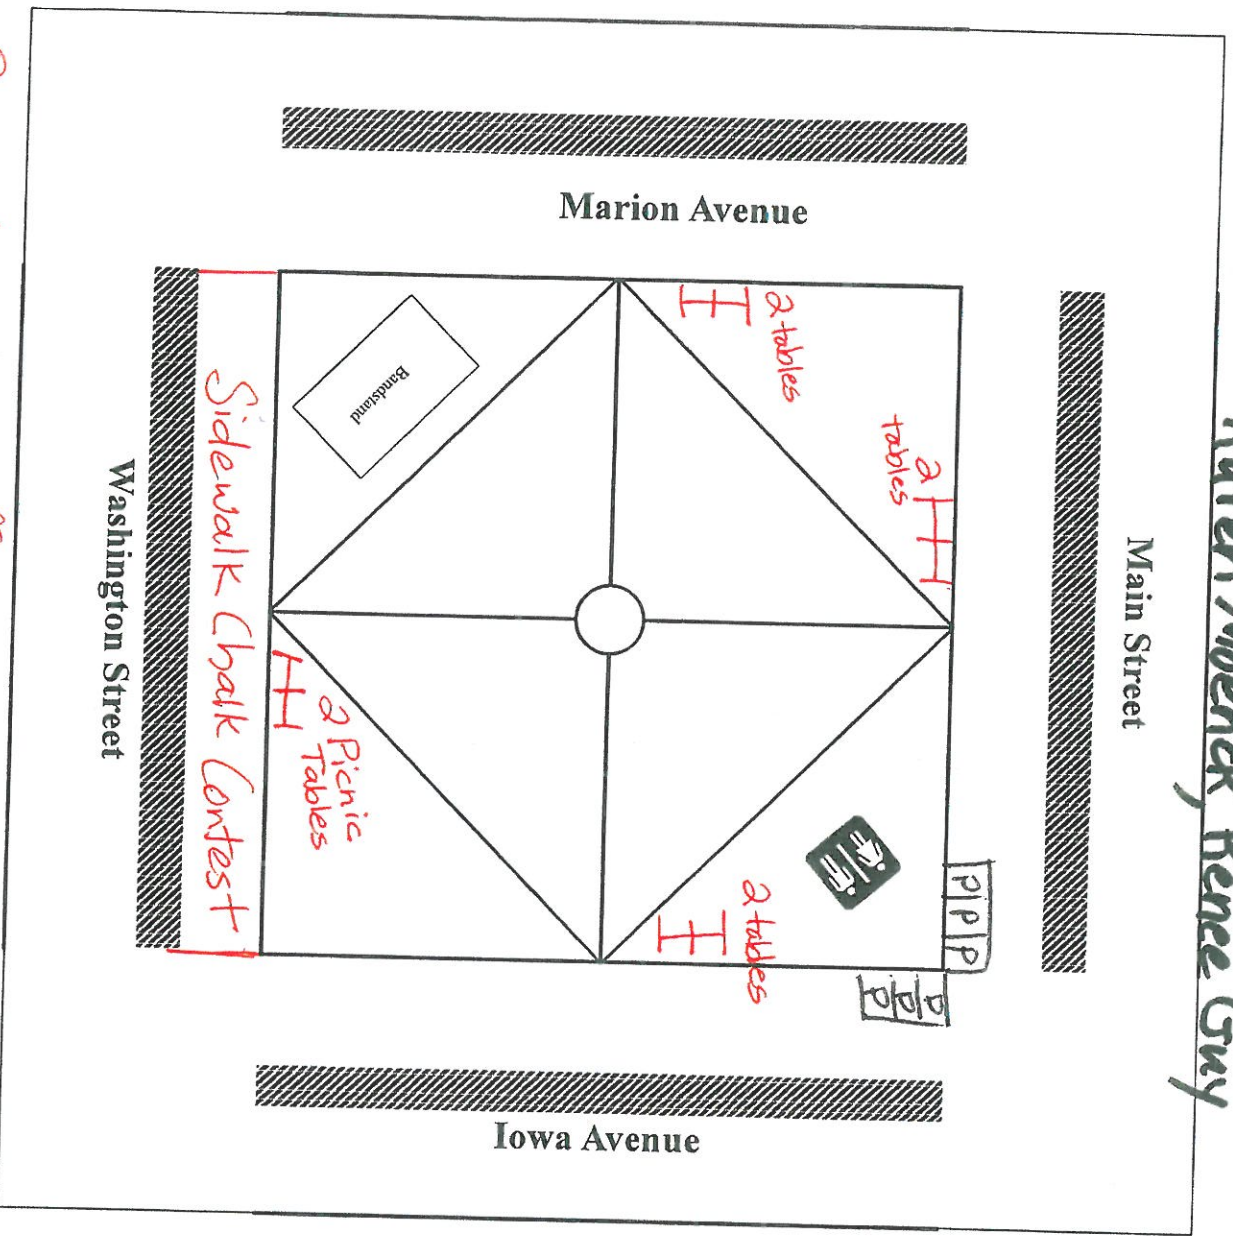 Renee Guy
Main Street
Marion Avenue
2 tables
2
tables
Bandstand
P P P
P P P
2 tables
2 Picnic
Tables
Sidewalk Chalk Contest
Washington Street
Iowa Avenue